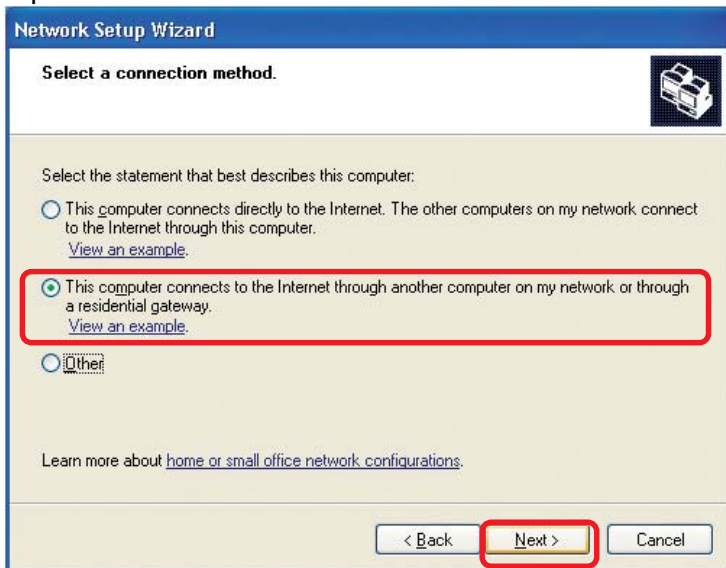 Network Setup Wizard
Select a connection method.
Select the statement that best describes this computer:
This computer connects directly to the Internet. The other computers on my network connect
to the Internet through this computer.
View an example.
This computer connects to the Internet through another computer on my network or through
a residential gateway.
View an example.
Other
Learn more about home or small office network configurations.
< Back Next > Cancel